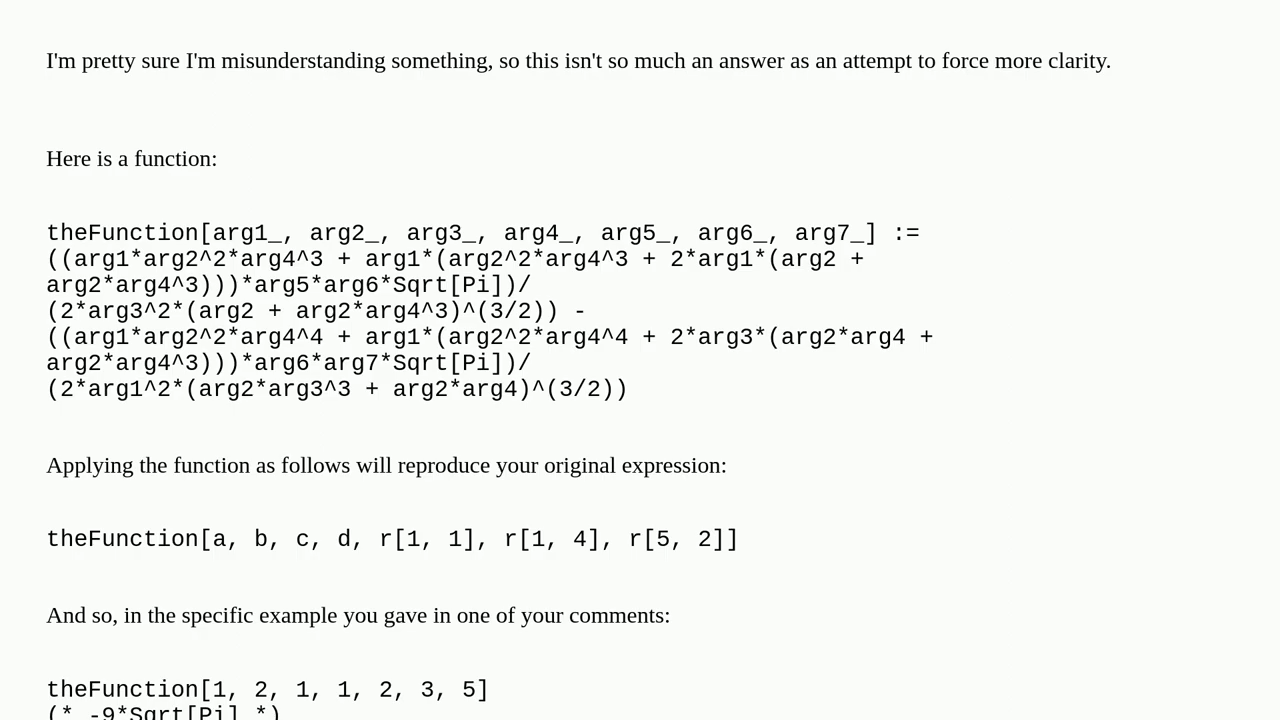 I'm pretty sure I'm misunderstanding something, so this isn't so much an answer as an attempt to force more clarity.
Here is a function:
theFunction[arg1_, arg2_, arg3_, arg4_, arg5_, arg6_, arg7_] :=
((arg1*arg2^2*arg4^3 + arg1*(arg2^2*arg4^3 + 2*arg1*(arg2 +
arg2*arg4^3)))*arg5*arg6*Sqrt[Pi])/
(2*arg3^2*(arg2 + arg2*arg4^3)^(3/2)) -
((arg1*arg2^2*arg4^4 + arg1*(arg2^2*arg4^4 + 2*arg3*(arg2*arg4 +
arg2*arg4^3)))*arg6*arg7*Sqrt[Pi])/
(2*arg1^2*(arg2*arg3^3 + arg2*arg4)^(3/2))
Applying the function as follows will reproduce your original expression:
theFunction[a, b, c, d, r[1, 1], r[1, 4], r[5, 2]]
And so, in the specific example you gave in one of your comments:
theFunction[1, 2, 1, 1, 2, 3, 5]
(* -9*Sqrt[Pi] *)